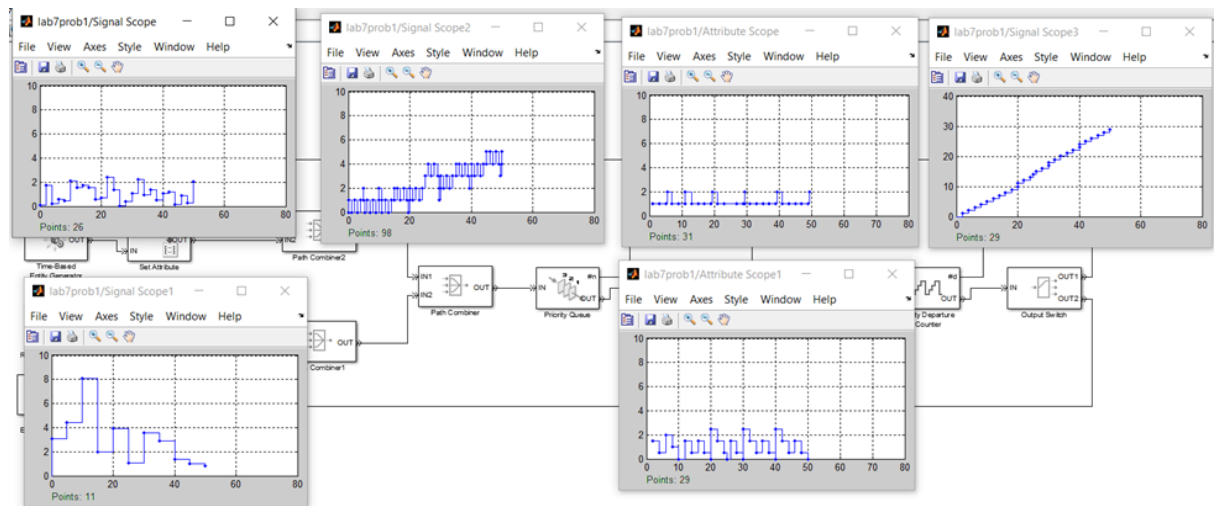 lab7prob1/Signal Scope
File View Axes Style Window Help
10
8
6
4
2
0
0 20 40 60 80
Points: 26
lab7prob1/Signal Scope2
File View Axes Style Window Help
10
8
6
4
2
0
0 20 40 60 80
Points: 98
lab7prob1/Attribute Scope
File View Axes Style Window Help
10
8
6
4
2
0
0 10 20 30 40 50 60 70 80
Points: 31
lab7prob1/Signal Scope3
File View Axes Style Window Help
40
30
20
10
0
0 20 40 60 80
Points: 29
OUT
Time-Based
Entity Generator
IN
OUT
Set Attribute
IN2
Path Combiner2
IN1
IN2
OUT
Path Combiner
IN
#n
OUT
Priority Queue
#d
OUT
ty Departure
Counter
IN
OUT1
OUT2
Output Switch
OUT
Combiner1
lab7prob1/Signal Scope1
File View Axes Style Window Help
10
8
6
4
2
0
0 20 40 60 80
Points: 11
lab7prob1/Attribute Scope1
File View Axes Style Window Help
10
8
6
4
2
0
0 10 20 30 40 50 60 70 80
Points: 29